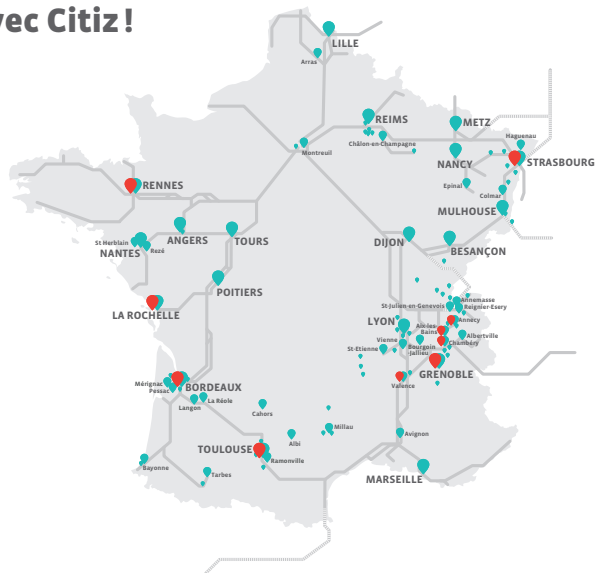 vec Citiz !
LILLE
Arras
REIMS
METZ
Haguenau
Châlon-en-Champagne
Montreuil
NANCY
STRASBOURG
Epinal
Colmar
RENNES
MULHOUSE
ANGERS
TOURS
St Herblain
Rezé
NANTES
DIJON
BESANÇON
POITIERS
LA ROCHELLE
Annemasse
St-Julien-en-Genevois
Reignier-Esery
LYON
Annecy
Aix-les-
Bains
Albertville
Vienne
Bourgoin
-Jallieu
Chambéry
St-Etienne
GRENOBLE
Valence
Mérignac
BORDEAUX
Pessac
La Réole
Langon
Cahors
Millau
Albi
Avignon
TOULOUSE
Ramonville
Bayonne
Tarbes
MARSEILLE